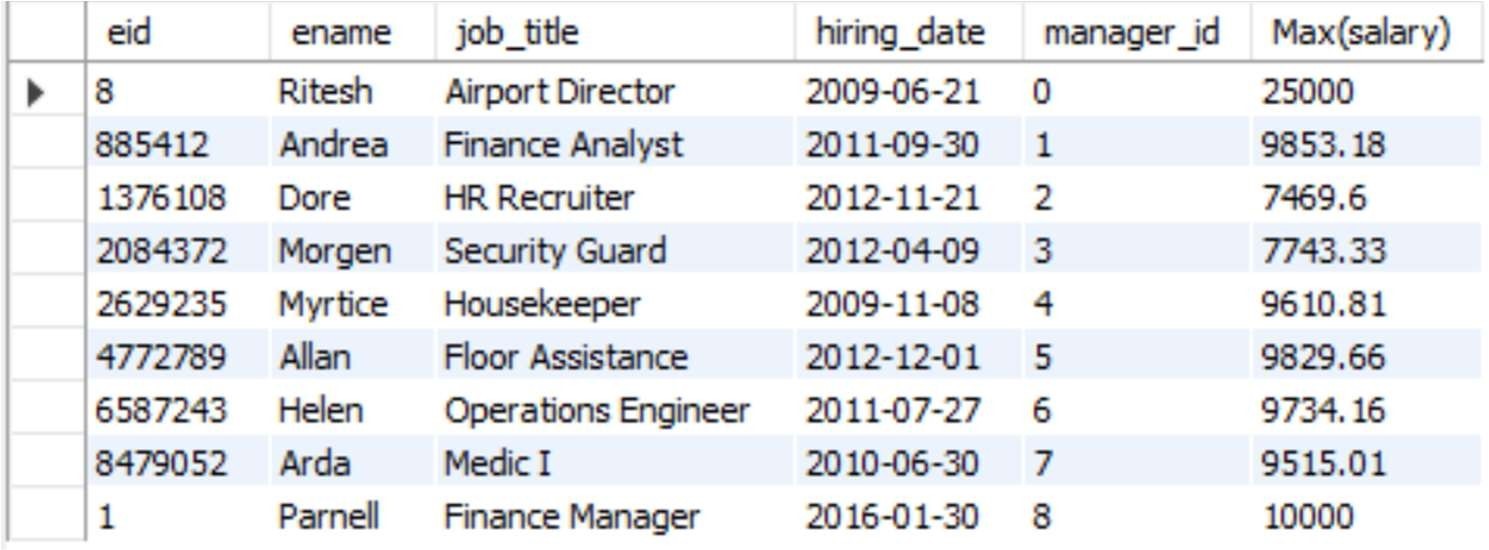 eid ename job_title hiring_date manager_id Max(salary)
8 Ritesh Airport Director 2009-06-21 0 25000
885412 Andrea Finance Analyst 2011-09-30 1 9853.18
1376108 Dore HR Recruiter 2012-11-21 2 7469.6
2084372 Morgen Security Guard 2012-04-09 3 7743.33
2629235 Myrtice Housekeeper 2009-11-08 4 9610.81
4772789 Allan Floor Assistance 2012-12-01 5 9829.66
6587243 Helen Operations Engineer 2011-07-27 6 9734.16
8479052 Arda Medic I 2010-06-30 7 9515.01
1 Parnell Finance Manager 2016-01-30 8 10000